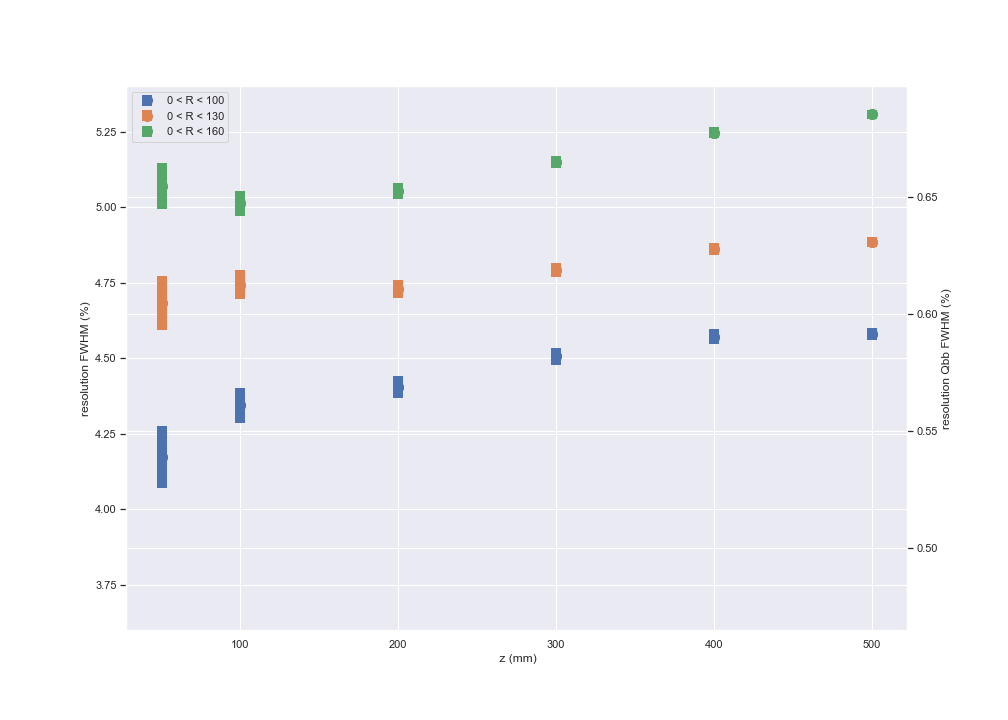 0 < R < 100
0 < R < 130
0 < R < 160
5.25
5.00
4.75
4.50
4.25
4.00
3.75
resolution FWHM (%)
0.65
0.60
0.55
0.50
resolution Qbb FWHM (%)
100 200 300 400 500
z (mm)